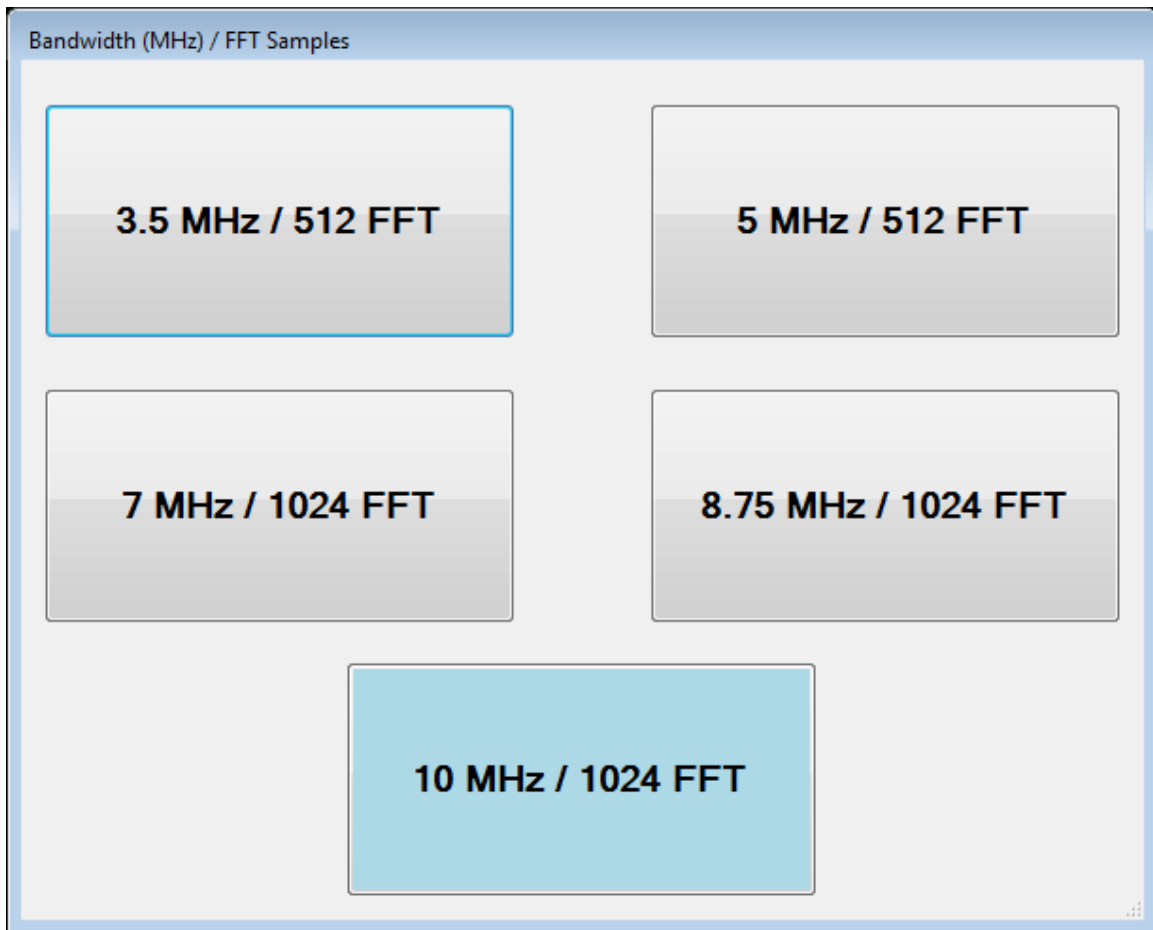 Bandwidth (MHz) / FFT Samples
3.5 MHz / 512 FFT
5 MHz / 512 FFT
7 MHz / 1024 FFT
8.75 MHz / 1024 FFT
10 MHz / 1024 FFT